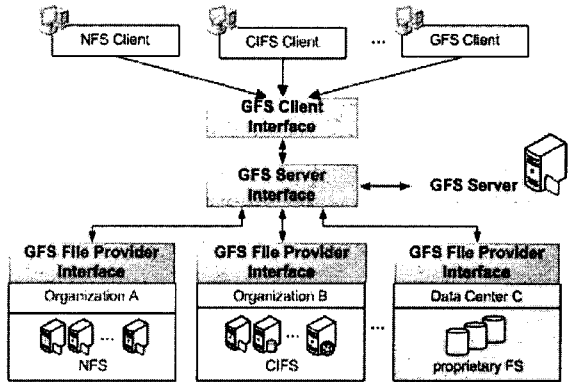 NFS Client
CIFS Client
...
GFS Client
GFS Client
Interface
GFS Server
Interface
GFS Server
GFS File Provider
Interface
GFS File Provider
Interface
GFS File Provider
Interface
Organization A
Organization B
Data Center C
...
...
...
NFS
CIFS
proprietary FS